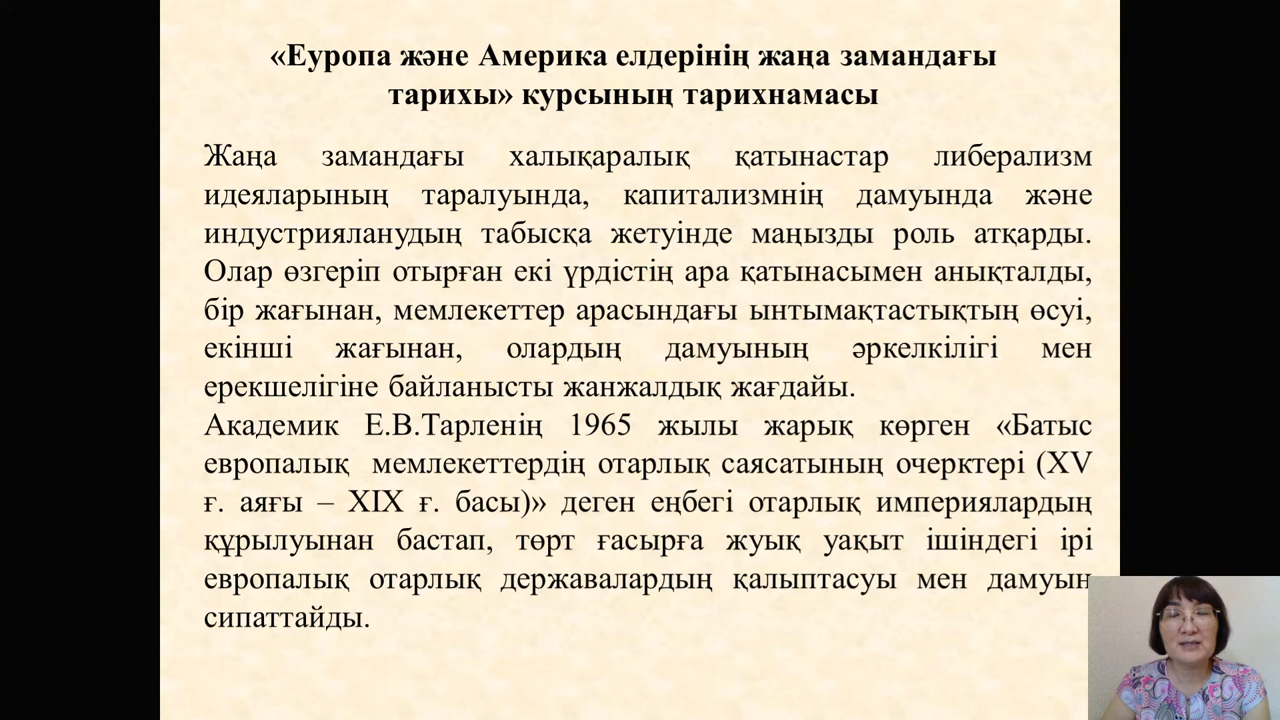 «Еуропа және Америка елдерінің жаңа замандағы
тарихы» курсының тарихнамасы
Жаңа замандағы халықаралық қатынастар либерализм
идеяларының таралуында, капитализмнің дамуында және
индустрияланудың табысқа жетуінде маңызды роль атқарды.
Олар өзгеріп отырған екі үрдістің ара қатынасымен анықталды,
бір жағынан, мемлекеттер арасындағы ынтымақтастықтың өсуі,
екінші жағынан, олардың дамуының әркелкілігі мен
ерекшелігіне байланысты жанжалдық жағдайы.
Академик Е.В.Тарленің 1965 жылы жарық көрген «Батыс
европалық мемлекеттердің отарлық саясатының очерктері (XV
ғ. аяғы – XIX ғ. басы)» деген еңбегі отарлық империялардың
құрылуынан бастап, төрт ғасырға жуық уақыт ішіндегі ірі
европалық отарлық державалардың қалыптасуы мен дамуын
сипаттайды.